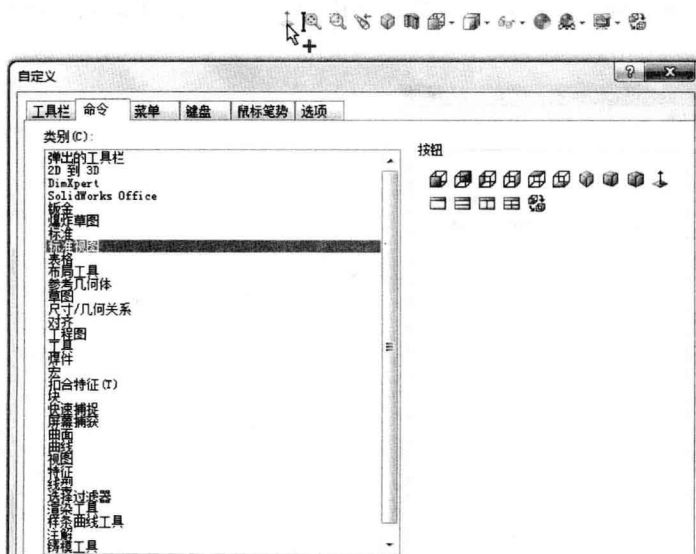 自定义
工具栏 命令 菜单 键盘 鼠标笔势 选项
类别(C):
弹出的工具栏
2D 到 3D
DimXpert
SolidWorks Office
钣金
爆炸草图
标准
标准视图
表格
布局工具
参考几何体
草图
尺寸/几何关系
对齐
工程图
工具
焊件
宏
扣合特征(T)
块
快速捕捉
屏幕捕获
曲面
曲线
视图
特征
线型
选择过滤器
渲染工具
样条曲线工具
注解
铸模工具
按钮